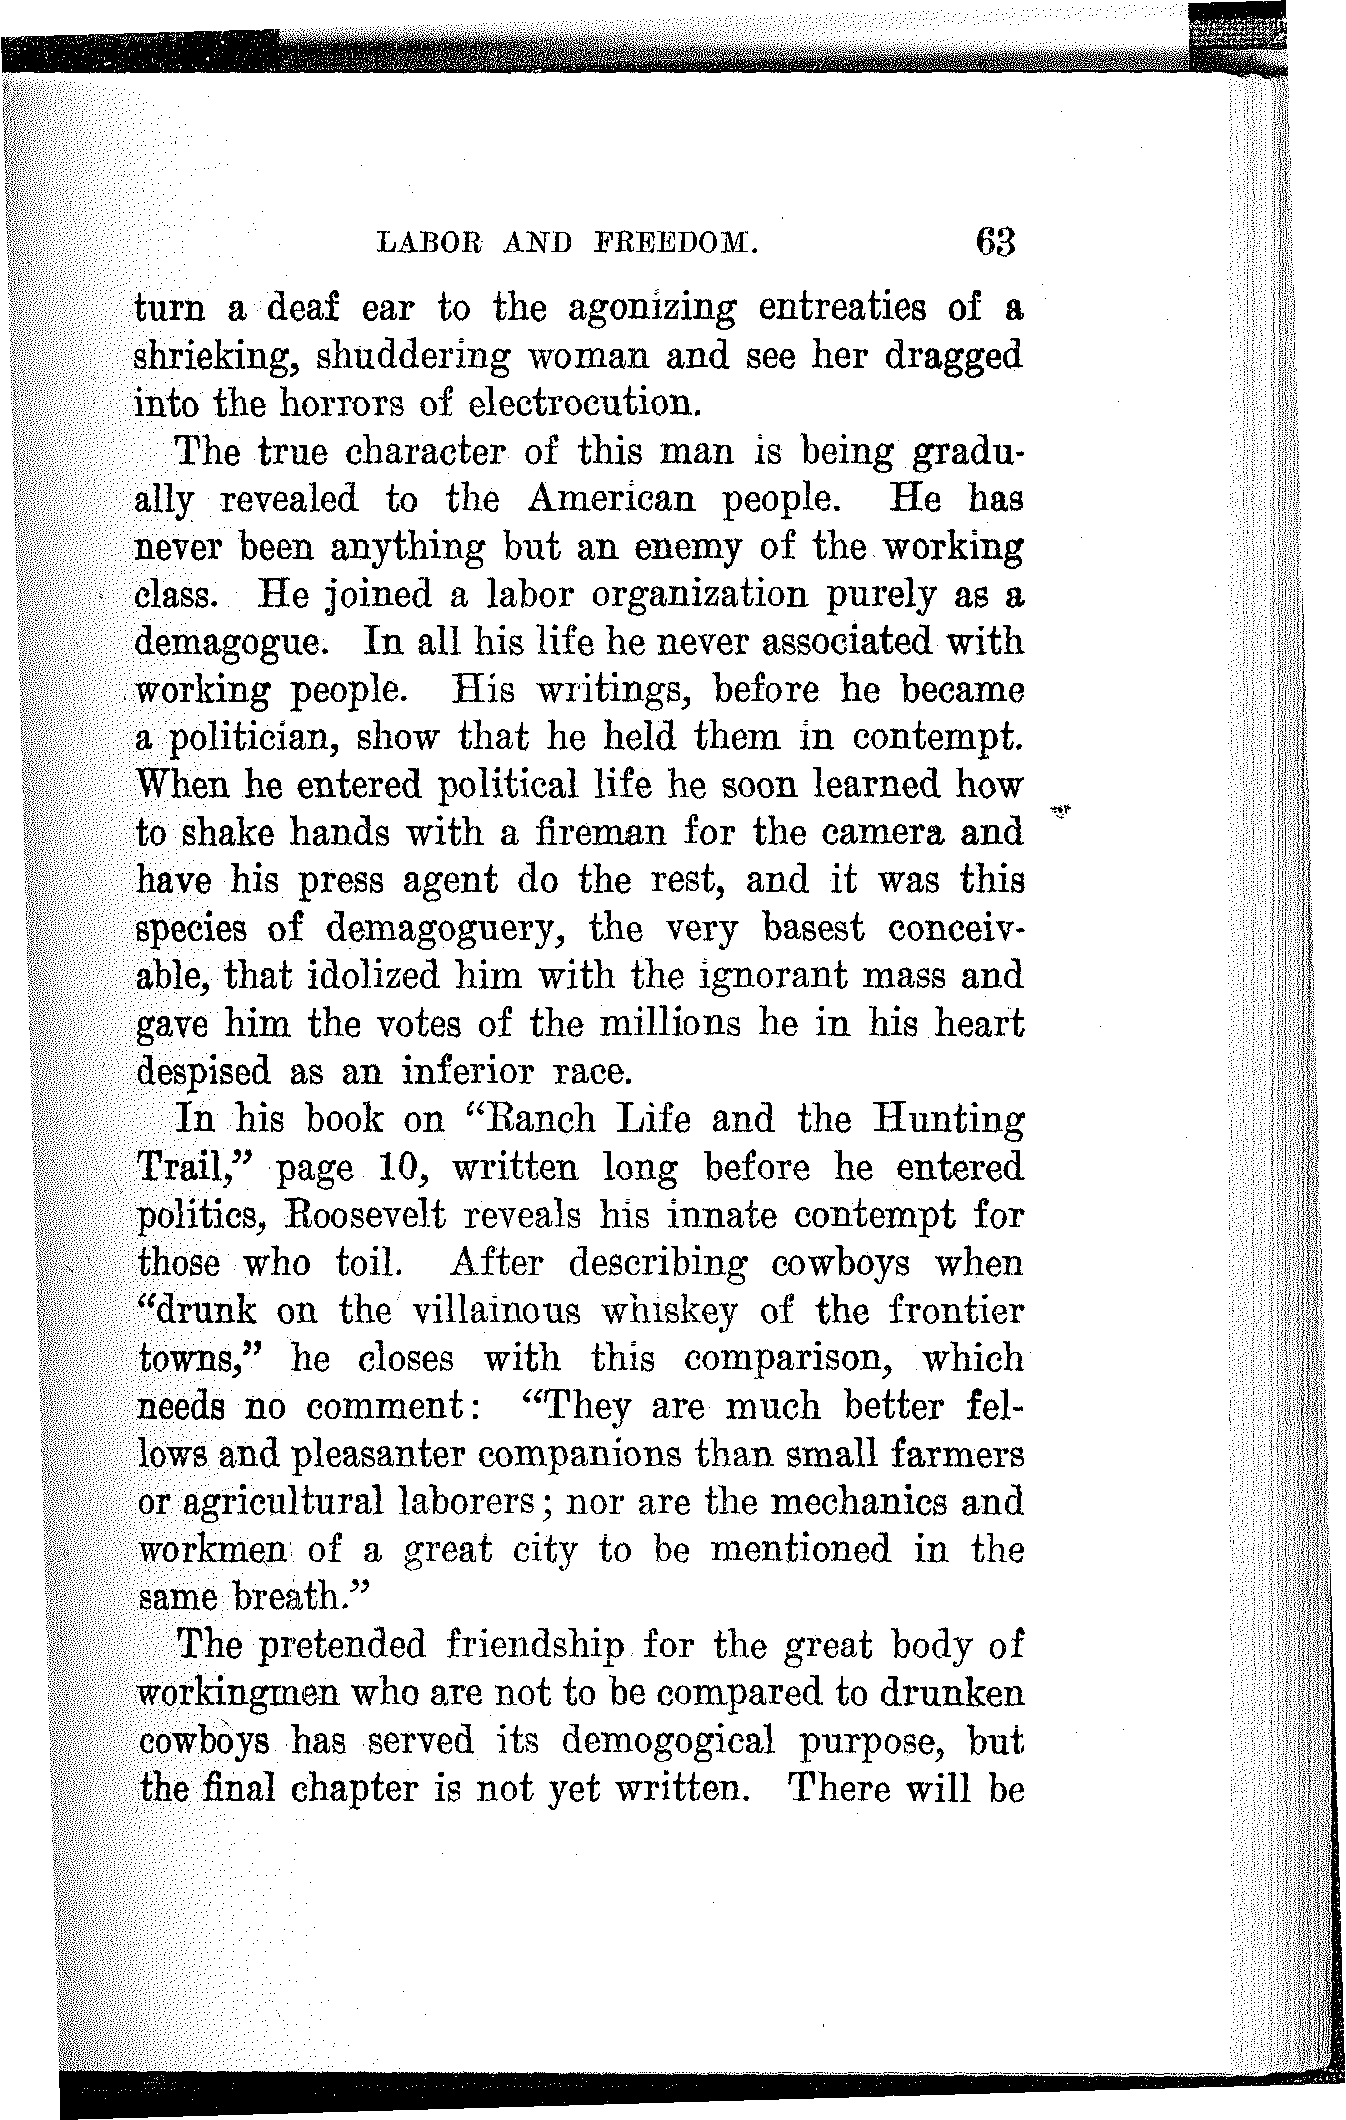 LABOR AND FREEDOM. 63
turn a deaf ear to the agonizing entreaties of a
shrieking, shuddering woman and see her dragged
into the horrors of electrocution.
The true character of this man is being gradu-
ally revealed to the American people. He has
never been anything but an enemy of the working
class. He joined a labor organization purely as a
demagogue. In all his life he never associated with
working people. His writings, before he became
a politician, show that he held them in contempt.
When he entered political life he soon learned how
to shake hands with a fireman for the camera and
have his press agent do the rest, and it was this
species of demagoguery, the very basest conceiv-
able, that idolized him with the ignorant mass and
gave him the votes of the millions he in his heart
despised as an inferior race.
In his book on “Ranch Life and the Hunting
Trail,” page 10, written long before he entered
politics, Roosevelt reveals his innate contempt for
those who toil. After describing cowboys when
“drunk on the villainous whiskey of the frontier
towns,” he closes with this comparison, which
needs no comment: “They are much better fel-
lows and pleasanter companions than small farmers
or agricultural laborers; nor are the mechanics and
workmen of a great city to be mentioned in the
same breath.”
The pretended friendship for the great body of
workingmen who are not to be compared to drunken
cowboys has served its demogogical purpose, but
the final chapter is not yet written. There will be